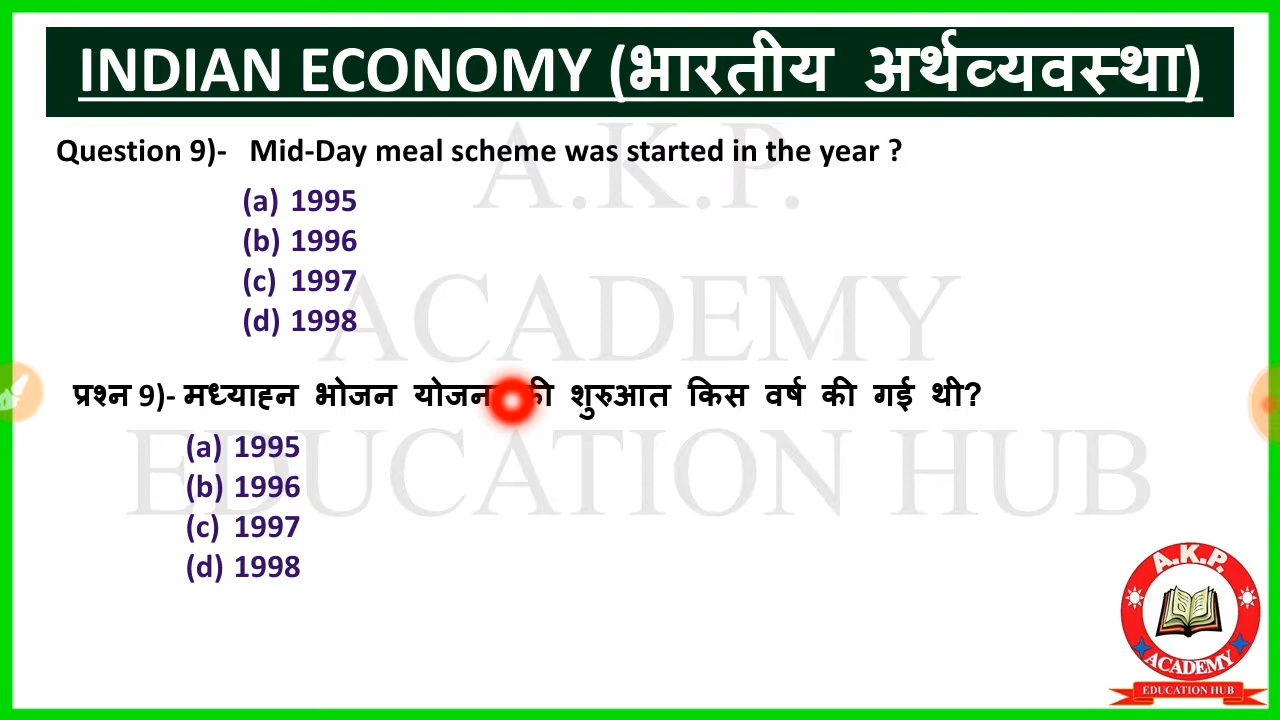 INDIAN ECONOMY (भारतीय अर्थव्यवस्था)
Question 9)- Mid-Day meal scheme was started in the year ?
(a) 1995
(b) 1996
(c) 1997
(d) 1998
प्रश्न 9)- मध्याह्न भोजन योजना की शुरुआत किस वर्ष की गई थी?
(a) 1995
(b) 1996
(c) 1997
(d) 1998
A.K.P.
ACADEMY
EDUCATION HUB
A.K.P.
ACADEMY
EDUCATION HUB